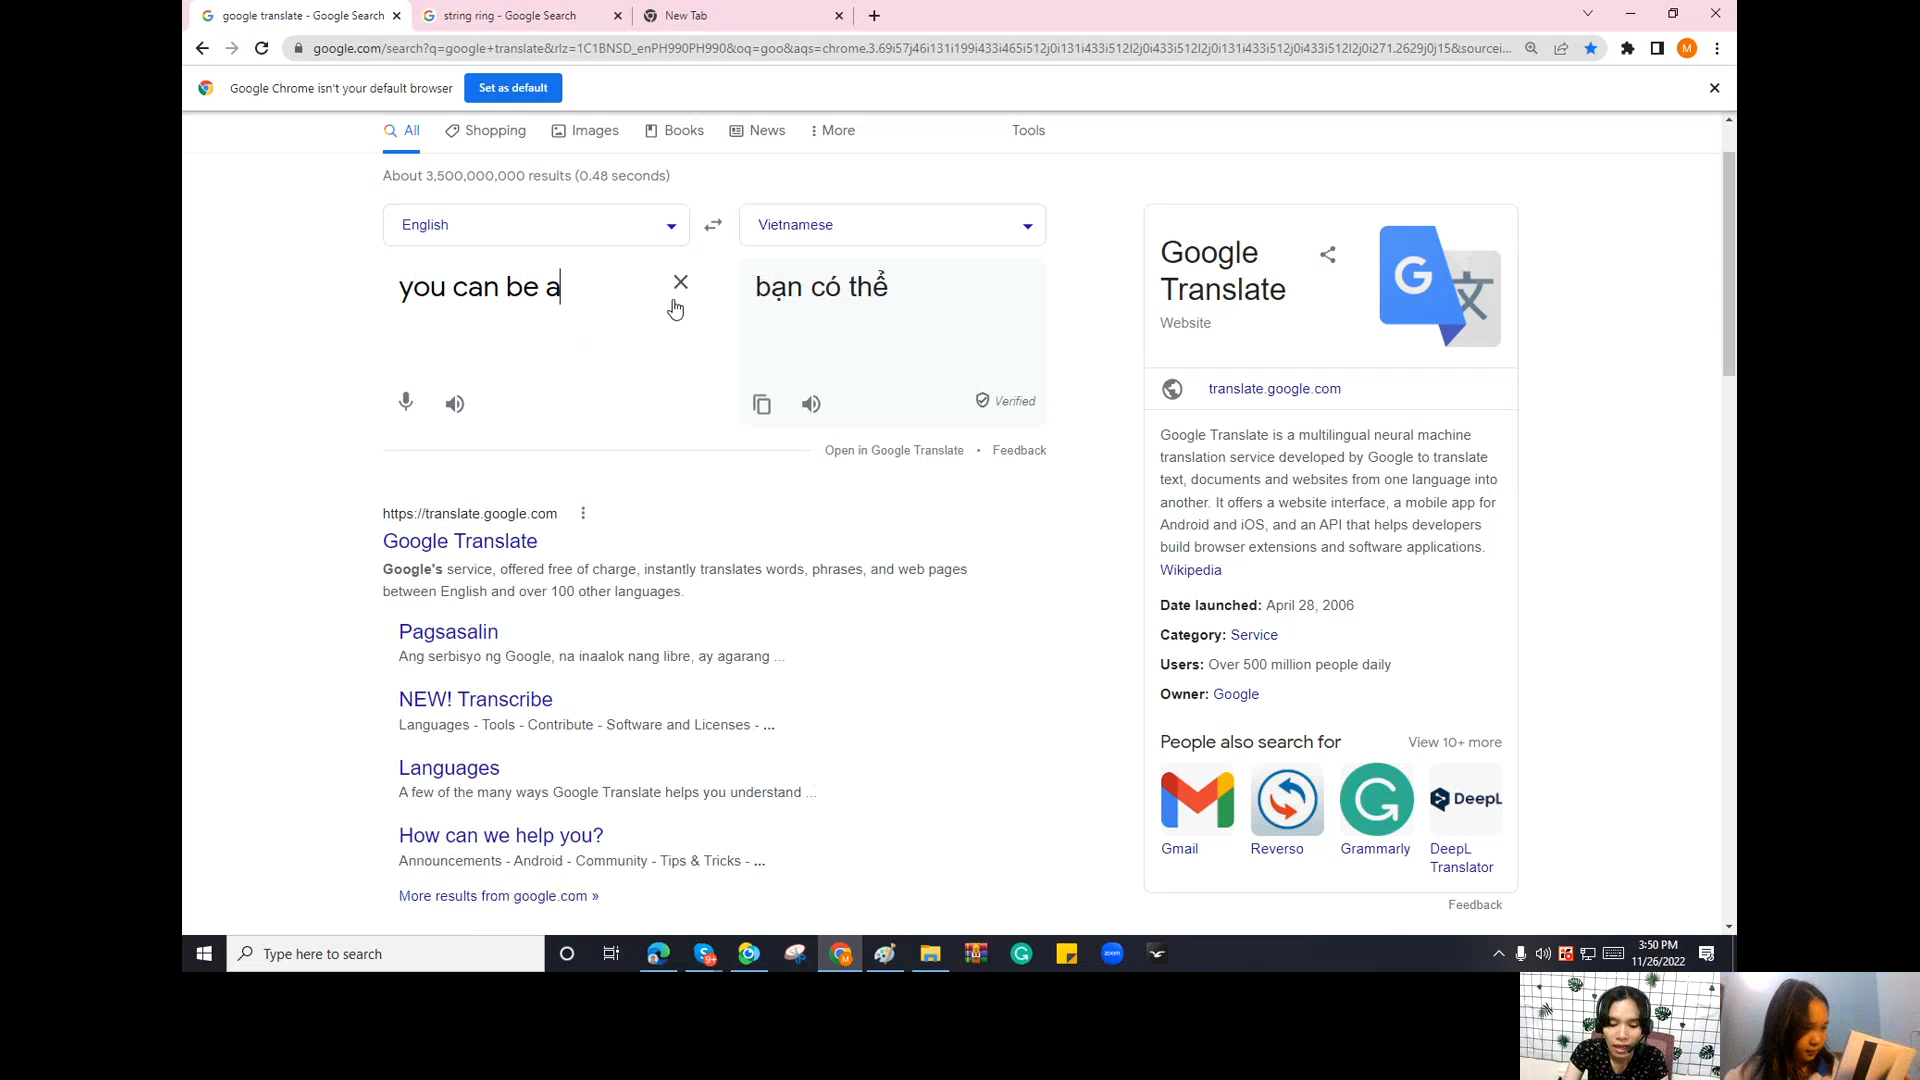 google translate - Google Search
string ring - Google Search
New Tab
google.com/search?q=google+translate&rlz=1C1BNSD_enPH990PH990&oq=goo&aqs=chrome.3.69i57j46i131i199i433i465i512j0i131i433i512l2j0i433i512l2j0i131i433i512j0i433i512l2j0i271.2629j0j15&sourcei...
M
Google Chrome isn't your default browser
Set as default
All
Shopping
Images
Books
News
More
Tools
About 3,500,000,000 results (0.48 seconds)
English
Vietnamese
you can be a
bạn có thể
Verified
Open in Google Translate • Feedback
https://translate.google.com
Google Translate
Google's service, offered free of charge, instantly translates words, phrases, and web pages
between English and over 100 other languages.
Pagsasalin
Ang serbisyo ng Google, na inaalok nang libre, ay agarang ...
NEW! Transcribe
Languages - Tools - Contribute - Software and Licenses - ...
Languages
A few of the many ways Google Translate helps you understand ...
How can we help you?
Announcements - Android - Community - Tips & Tricks - ...
More results from google.com »
Google
Translate
Website
G
文
translate.google.com
Google Translate is a multilingual neural machine
translation service developed by Google to translate
text, documents and websites from one language into
another. It offers a website interface, a mobile app for
Android and iOS, and an API that helps developers
build browser extensions and software applications.
Wikipedia
Date launched: April 28, 2006
Category: Service
Users: Over 500 million people daily
Owner: Google
People also search for
View 10+ more
DeepL
Gmail
Reverso
Grammarly
DeepL
Translator
Feedback
Type here to search
9+
zoom
3:50 PM
11/26/2022